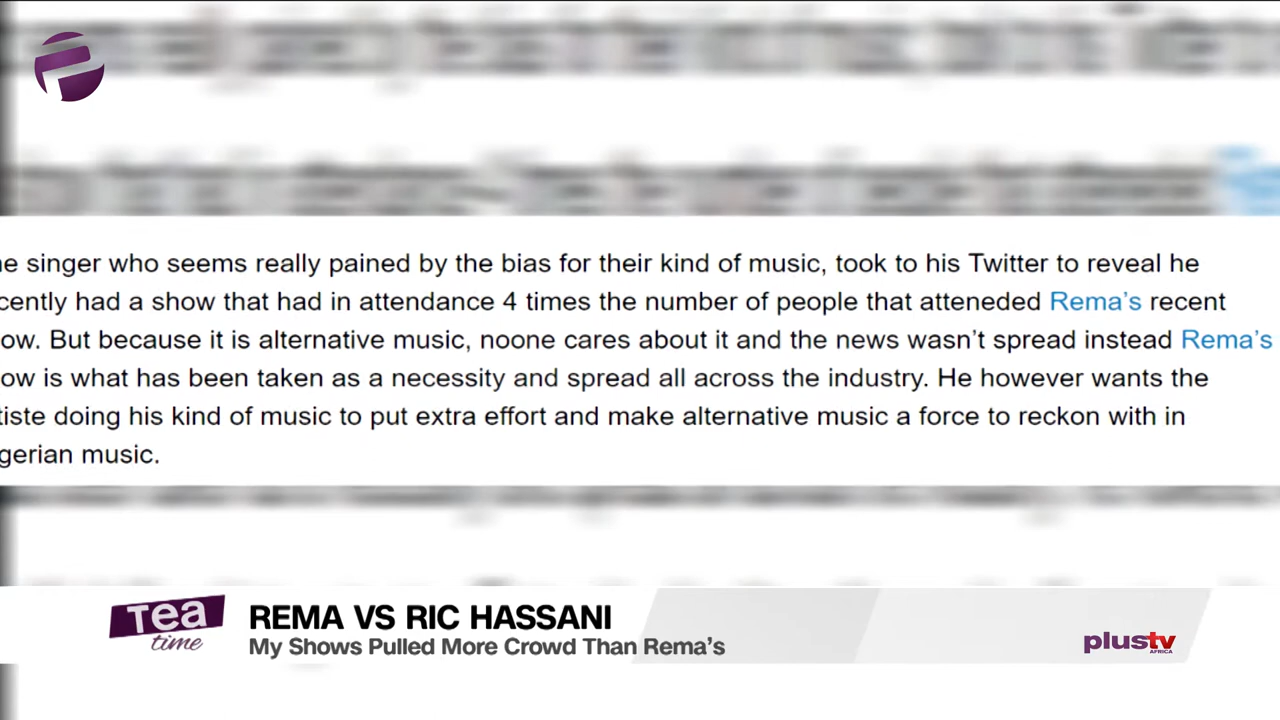 e singer who seems really pained by the bias for their kind of music, took to his Twitter to reveal he
cently had a show that had in attendance 4 times the number of people that atteneded Rema's recent
ow. But because it is alternative music, noone cares about it and the news wasn't spread instead Rema's
ow is what has been taken as a necessity and spread all across the industry. He however wants the
tiste doing his kind of music to put extra effort and make alternative music a force to reckon with in
gerian music.
Tea
time
REMA VS RIC HASSANI
My Shows Pulled More Crowd Than Rema's
plustv
AFRICA